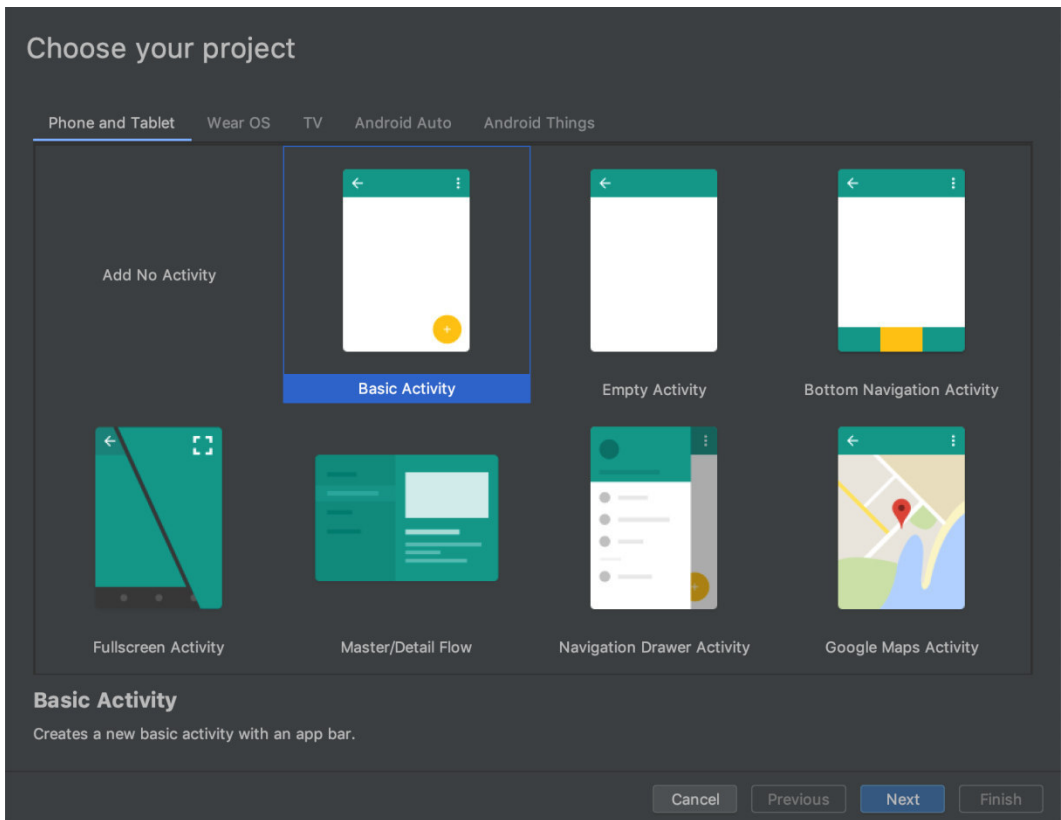 Choose your project
Phone and Tablet Wear OS TV Android Auto Android Things
Add No Activity
Basic Activity Empty Activity Bottom Navigation Activity
Fullscreen Activity Master/Detail Flow Navigation Drawer Activity Google Maps Activity
Basic Activity
Creates a new basic activity with an app bar.
Cancel Previous Next Finish